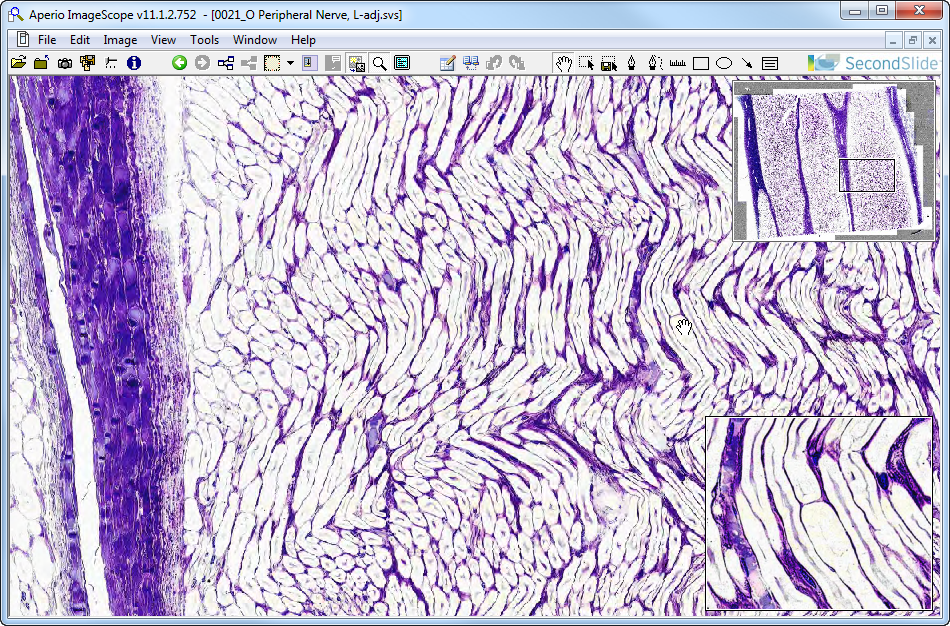 Aperio ImageScope v11.1.2.752 - [0021_O Peripheral Nerve, L-adj.svs]
File Edit Image View Tools Window Help
SecondSlide